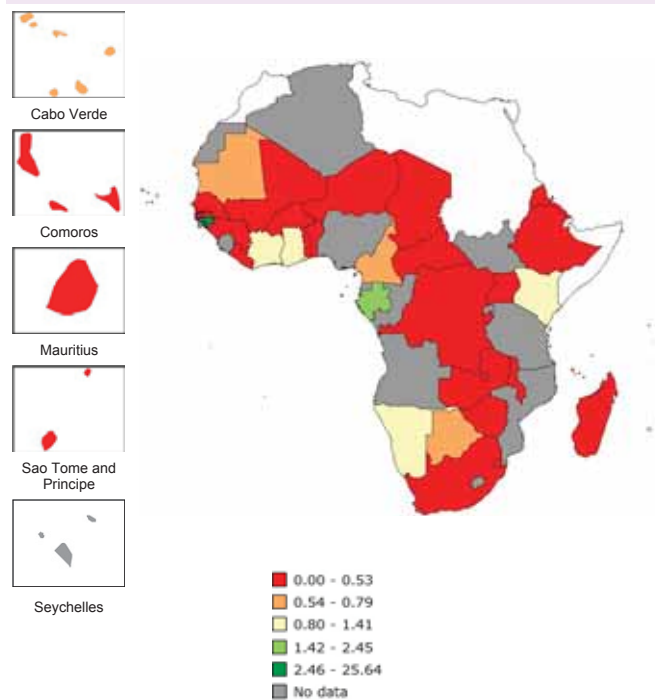 Cabo Verde
Comoros
Mauritius
Sao Tome and
Principe
Seychelles
0.00 - 0.53
0.54 - 0.79
0.80 - 1.41
1.42 - 2.45
2.46 - 25.64
No data